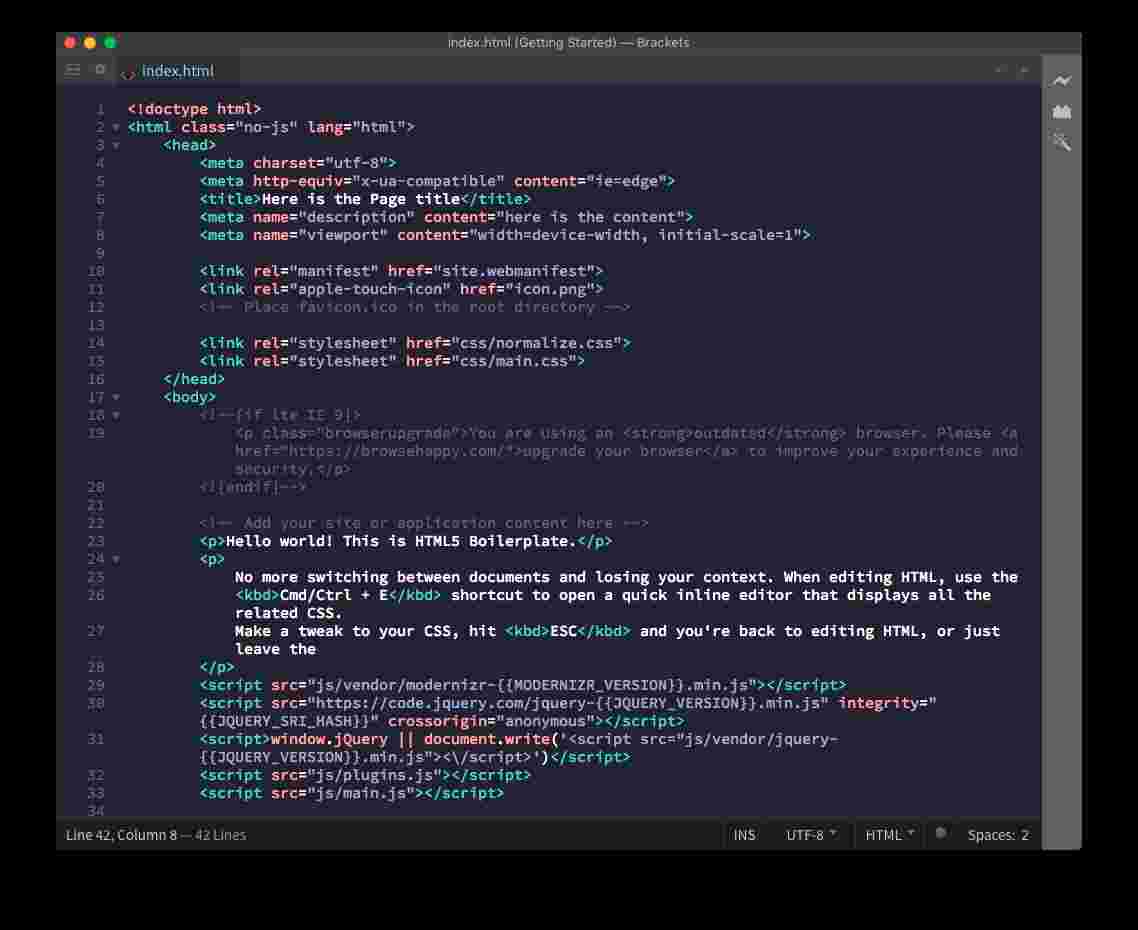 index.html (Getting Started) — Brackets
index.html
1 <!doctype html>
2 <html class="no-js" lang="html">
3 <head>
4 <meta charset="utf-8">
5 <meta http-equiv="x-ua-compatible" content="ie=edge">
6 <title>Here is the Page title</title>
7 <meta name="description" content="here is the content">
8 <meta name="viewport" content="width=device-width, initial-scale=1">
9
10 <link rel="manifest" href="site.webmanifest">
11 <link rel="apple-touch-icon" href="icon.png">
12 <!-- Place favicon.ico in the root directory -->
13
14 <link rel="stylesheet" href="css/normalize.css">
15 <link rel="stylesheet" href="css/main.css">
16 </head>
17 <body>
18 <!--[if lte IE 9]>
19 <p class="browserupgrade">You are using an <strong>outdated</strong> browser. Please <a
href="https://browsehappy.com/">upgrade your browser</a> to improve your experience and
security.</p>
20 <![endif]-->
21
22 <!-- Add your site or application content here -->
23 <p>Hello world! This is HTML5 Boilerplate.</p>
24 <p>
25 No more switching between documents and losing your context. When editing HTML, use the
26 <kbd>Cmd/Ctrl + E</kbd> shortcut to open a quick inline editor that displays all the
related CSS.
27 Make a tweak to your CSS, hit <kbd>ESC</kbd> and you're back to editing HTML, or just
leave the
28 </p>
29 <script src="js/vendor/modernizr-{{MODERNIZR_VERSION}}.min.js"></script>
30 <script src="https://code.jquery.com/jquery-{{JQUERY_VERSION}}.min.js" integrity="
{{JQUERY_SRI_HASH}}" crossorigin="anonymous"></script>
31 <script>window.jQuery || document.write('<script src="js/vendor/jquery-
{{JQUERY_VERSION}}.min.js"><\/script>')</script>
32 <script src="js/plugins.js"></script>
33 <script src="js/main.js"></script>
34
Line 42, Column 8 — 42 Lines INS UTF-8 HTML Spaces: 2